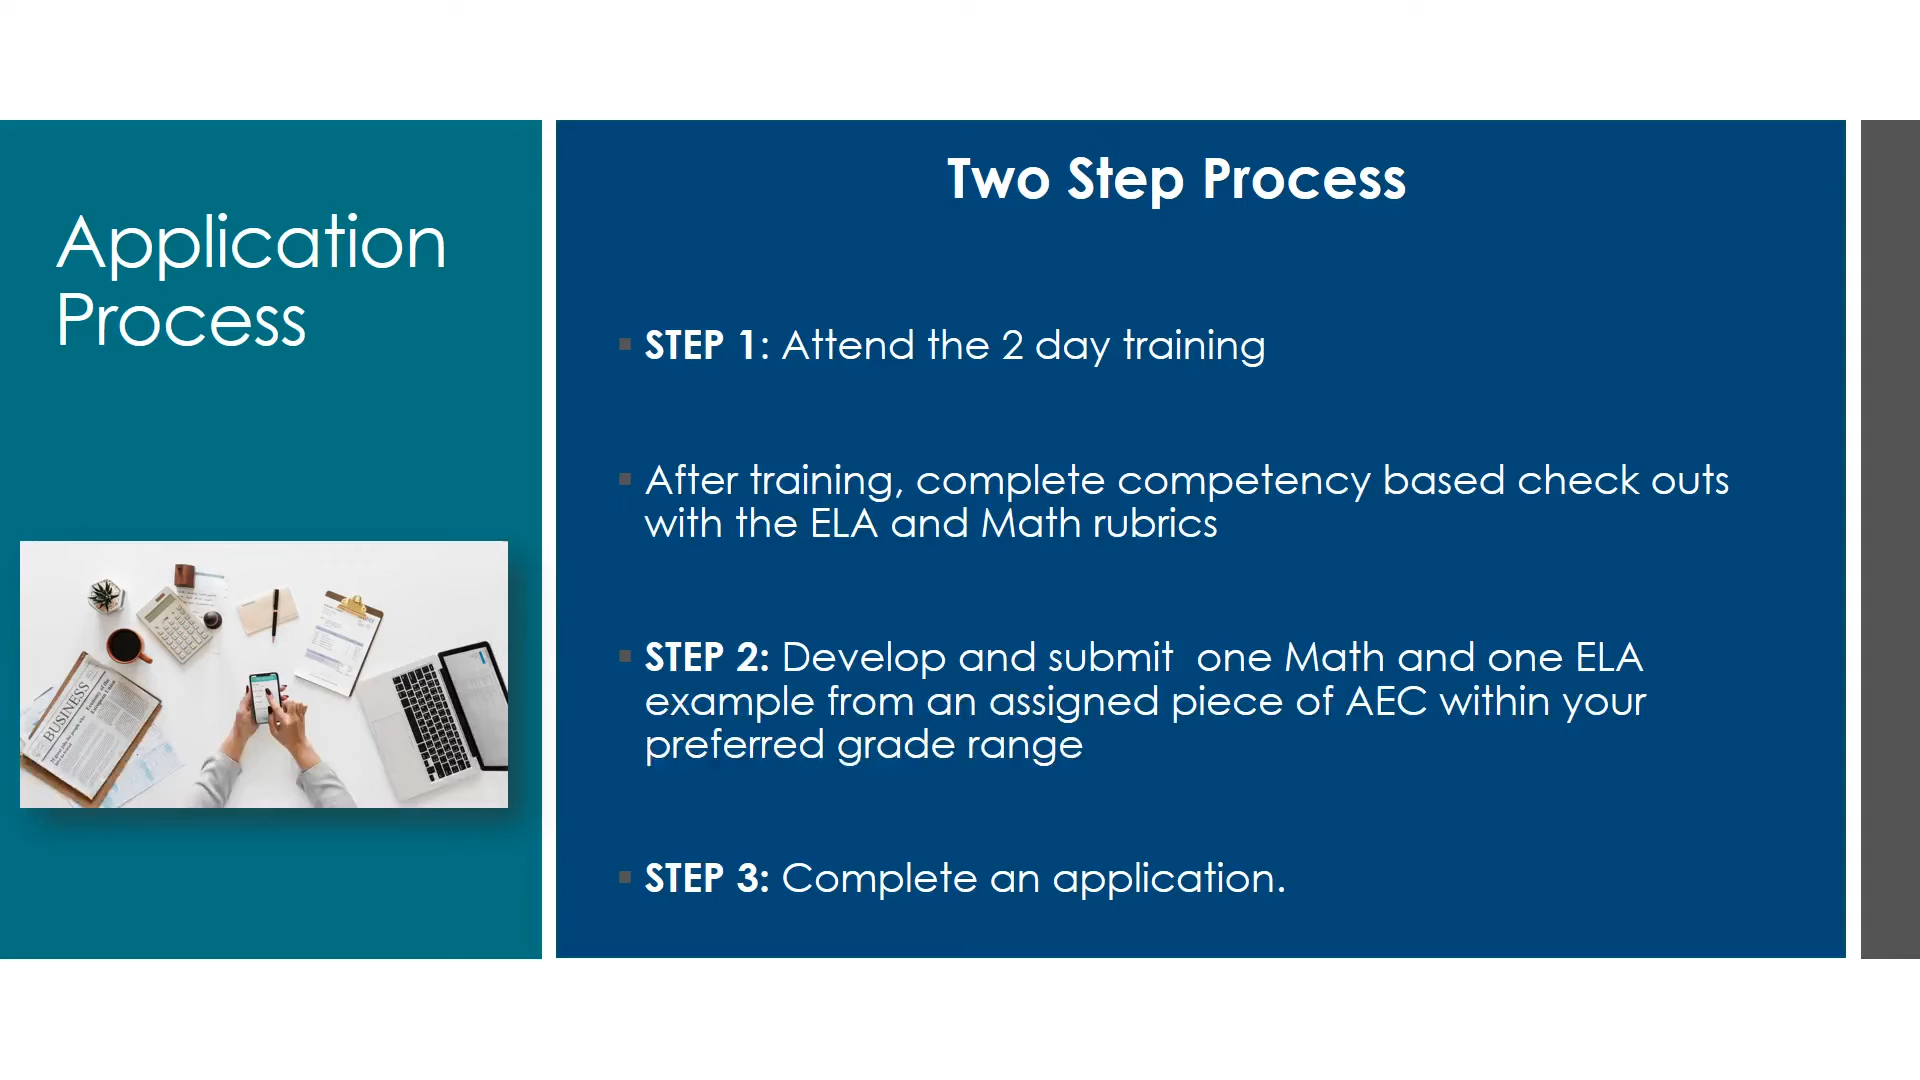 Application
Process
Two Step Process
▪ STEP 1: Attend the 2 day training
▪ After training, complete competency based check outs
with the ELA and Math rubrics
▪ STEP 2: Develop and submit  one Math and one ELA
example from an assigned piece of AEC within your
preferred grade range
▪ STEP 3: Complete an application.
BUSINESS